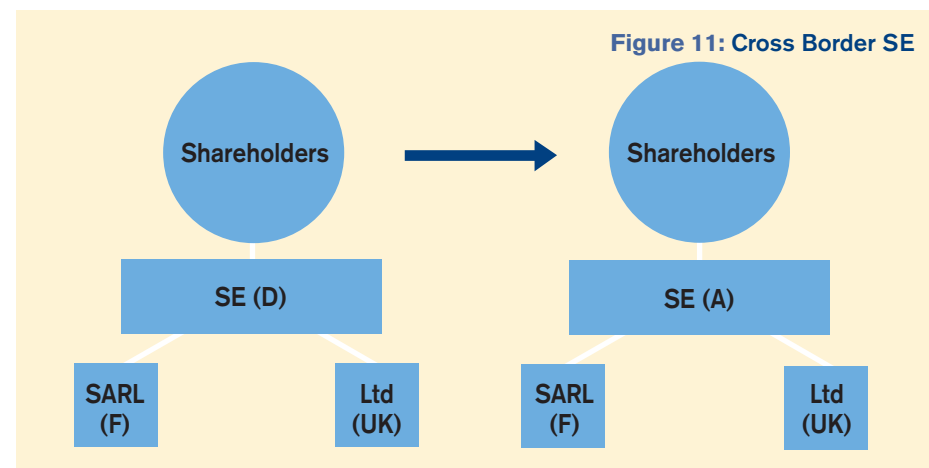 Figure 11: Cross Border SE
Shareholders
SE (D)
SARL
(F)
Ltd
(UK)
Shareholders
SE (A)
SARL
(F)
Ltd
(UK)